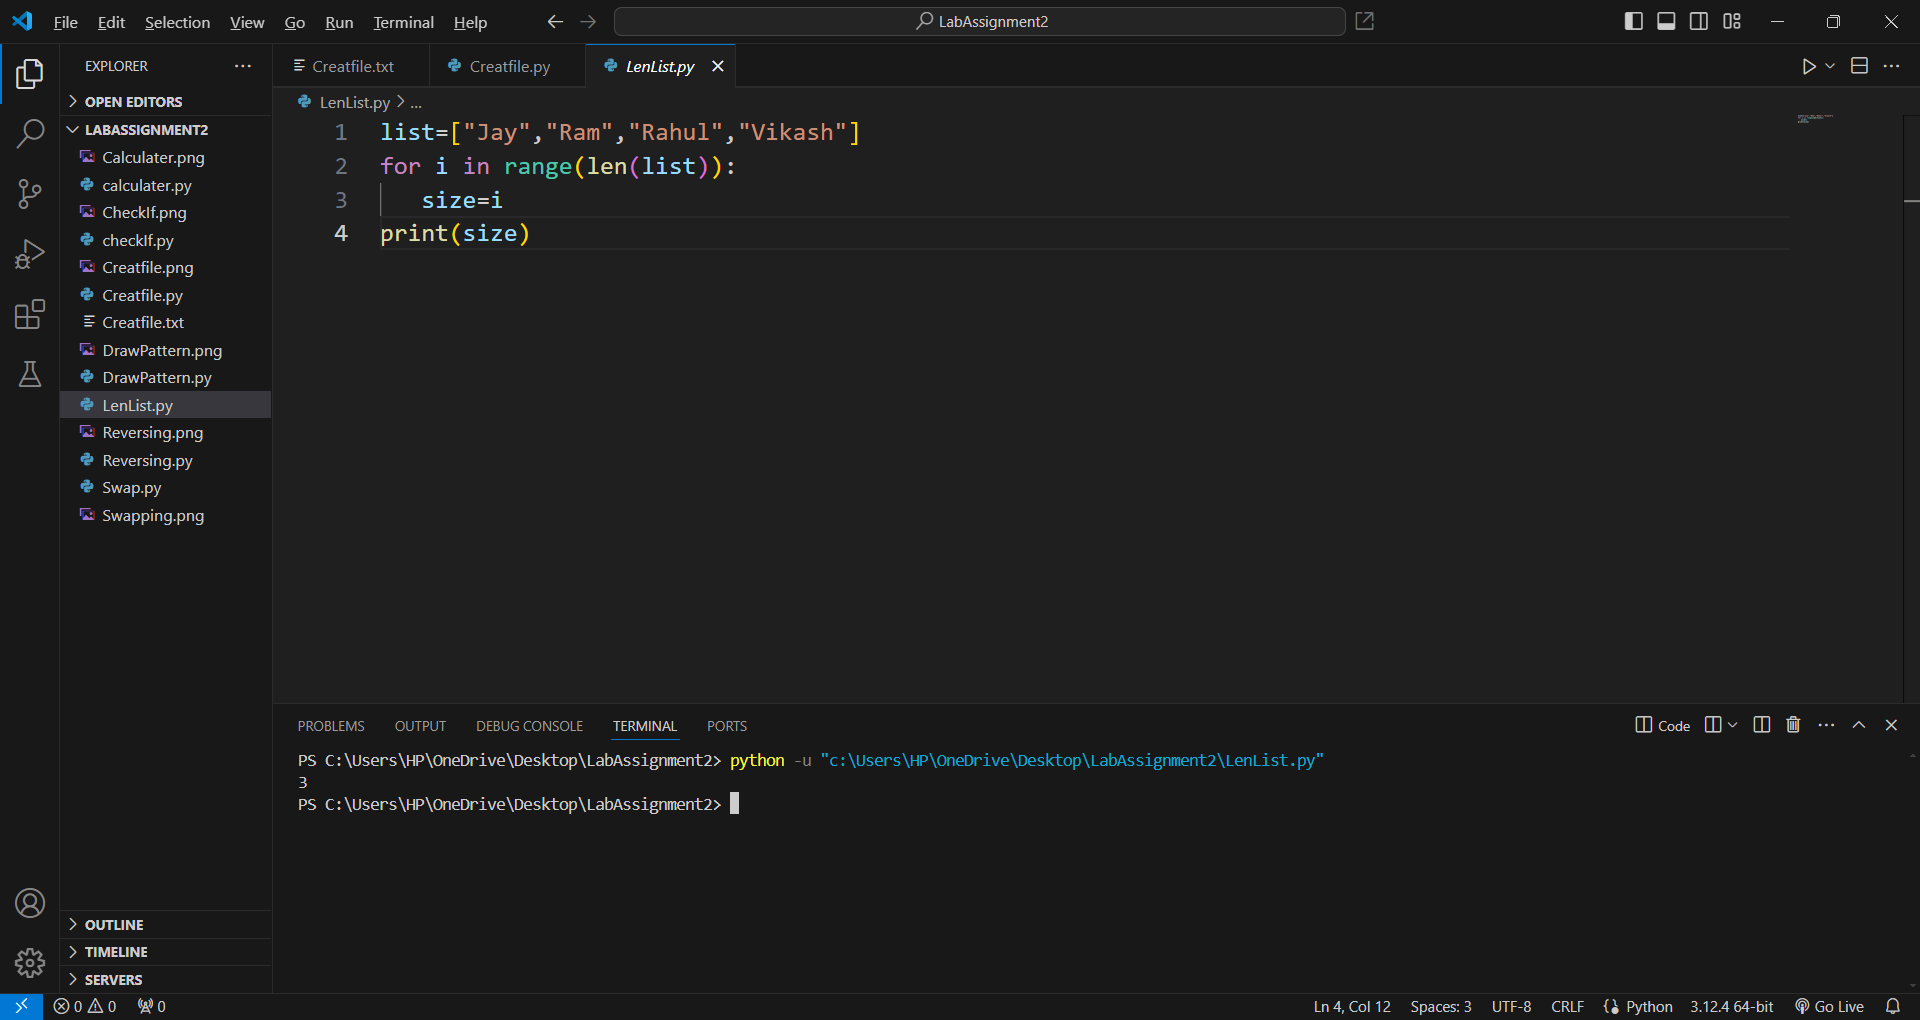 File Edit Selection View Go Run Terminal Help
LabAssignment2
EXPLORER
OPEN EDITORS
LABASSIGNMENT2
Calculater.png
calculater.py
CheckIf.png
checkIf.py
Creatfile.png
Creatfile.py
Creatfile.txt
DrawPattern.png
DrawPattern.py
LenList.py
Reversing.png
Reversing.py
Swap.py
Swapping.png
OUTLINE
TIMELINE
SERVERS
Creatfile.txt Creatfile.py LenList.py
LenList.py > ...
1 list=["Jay","Ram","Rahul","Vikash"]
2 for i in range(len(list)):
3 size=i
4 print(size)
PROBLEMS OUTPUT DEBUG CONSOLE TERMINAL PORTS
Code
PS C:\Users\HP\OneDrive\Desktop\LabAssignment2> python -u "c:\Users\HP\OneDrive\Desktop\LabAssignment2\LenList.py"
3
PS C:\Users\HP\OneDrive\Desktop\LabAssignment2>
0 0 0
Ln 4, Col 12 Spaces: 3 UTF-8 CRLF Python 3.12.4 64-bit Go Live